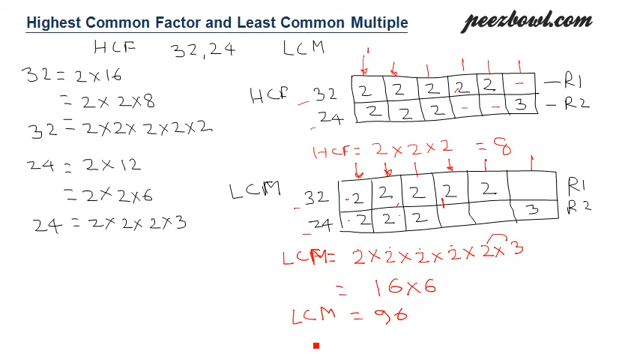 Highest Common Factor and Least Common Multiple
peezbowl.com
HCF 32,24 LCM
32 = 2 × 16
= 2 × 2 × 8
32 = 2 × 2 × 2 × 2 × 2
24 = 2 × 12
= 2 × 2 × 6
24 = 2 × 2 × 2 × 3
HCF
32 2 2 2 2 2 - — R1
24 2 2 2 - - 3 — R2
HCF = 2 × 2 × 2 = 8
LCM
32 2 2 2 2 2 R1
24 2 2 2 3 R2
LCM = 2 × 2 × 2 × 2 × 2 × 3
= 16 × 6
LCM = 96